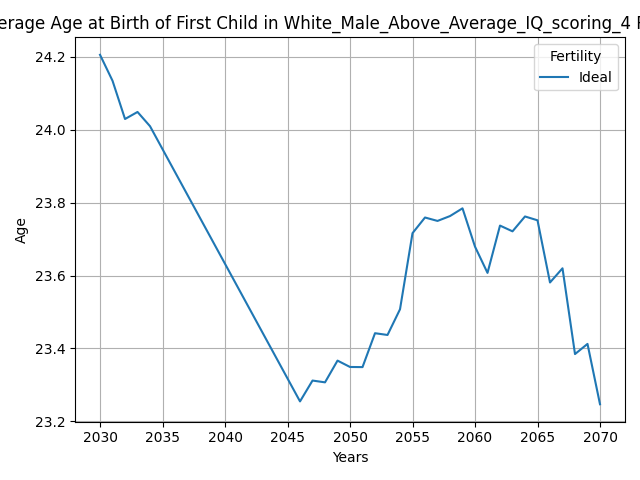 erage Age at Birth of First Child in White_Male_Above_Average_IQ_scoring_4
Fertility
Ideal
24.2
24.0
23.8
23.6
23.4
23.2
Age
2030 2035 2040 2045 2050 2055 2060 2065 2070
Years